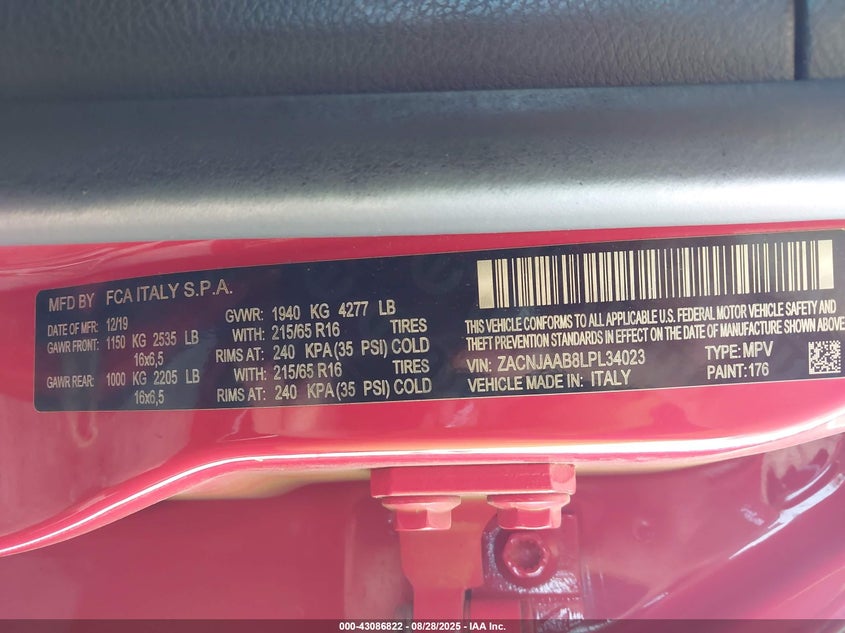 MFD BY FCA ITALY S.P.A.
DATE OF MFR: 12/19 GVWR: 1940 KG 4277 LB
GAWR FRONT: 1150 KG 2535 LB WITH: 215/65 R16 TIRES
16x6,5 RIMS AT: 240 KPA (35 PSI) COLD
GAWR REAR: 1000 KG 2205 LB WITH: 215/65 R16 TIRES
16x6,5 RIMS AT: 240 KPA (35 PSI) COLD
THIS VEHICLE CONFORMS TO ALL APPLICABLE U.S. FEDERAL MOTOR VEHICLE SAFETY AND
THEFT PREVENTION STANDARDS IN EFFECT ON THE DATE OF MANUFACTURE SHOWN ABOVE
VIN: ZACNJAAB8LPL34023 TYPE: MPV
VEHICLE MADE IN: ITALY PAINT: 176
000-43086822 - 08/28/2025 - IAA Inc.